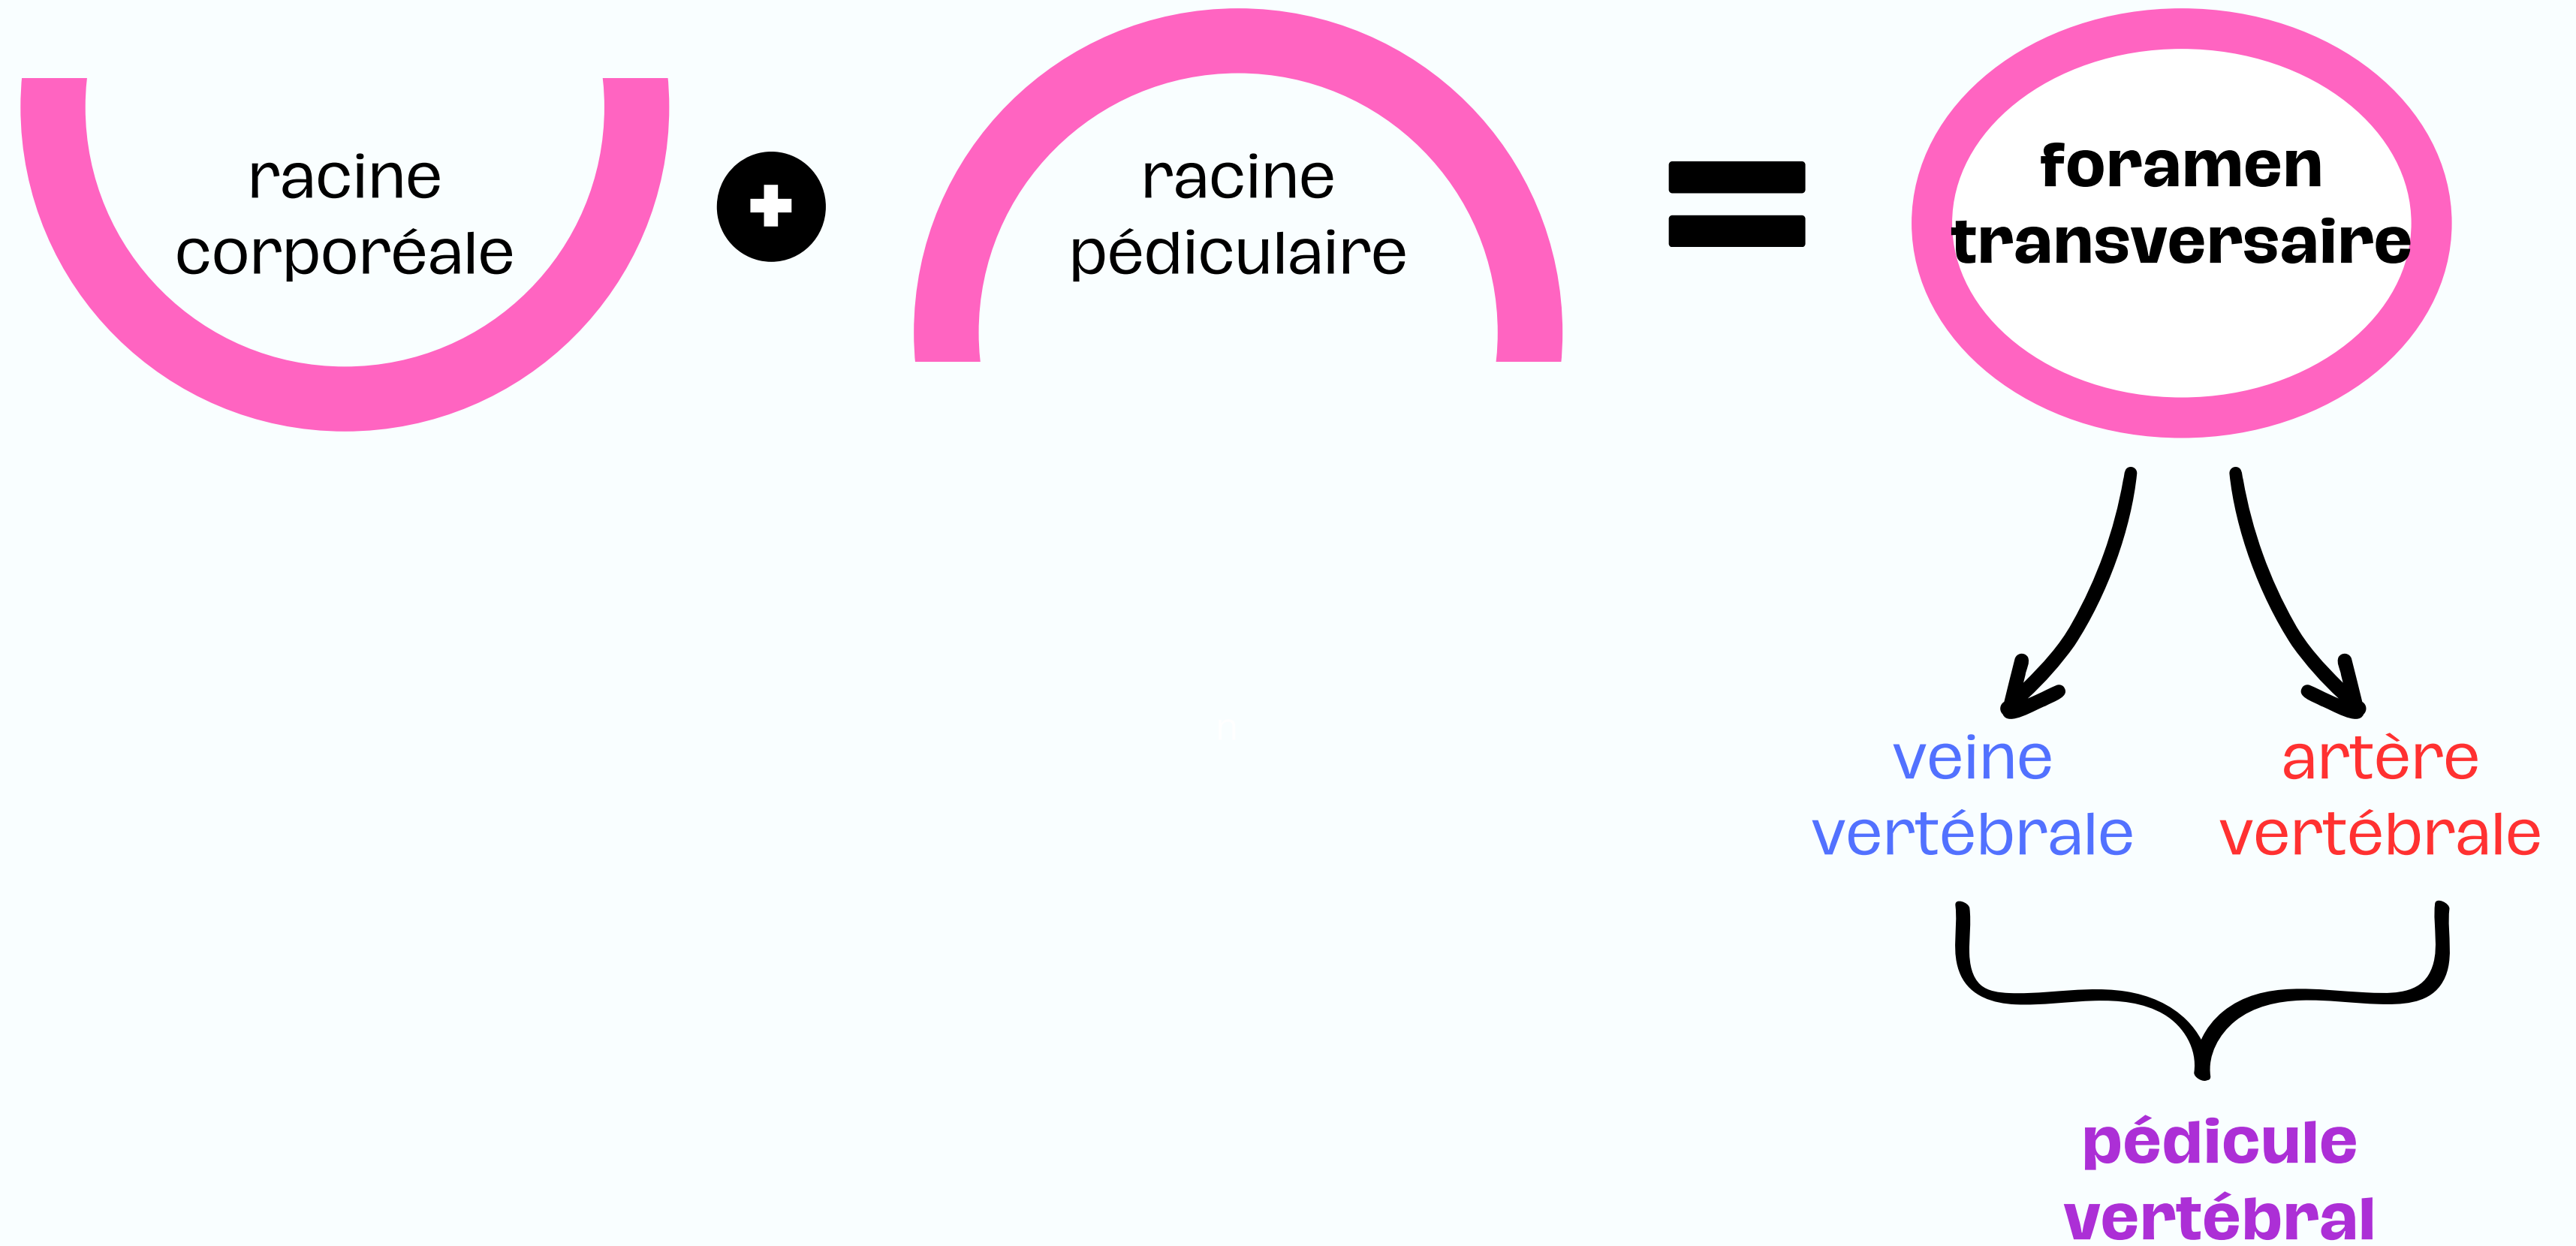 racine
corporéale
+
racine
pédiculaire
=
foramen
transversaire
veine
vertébrale
artère
vertébrale
pédicule
vertébral